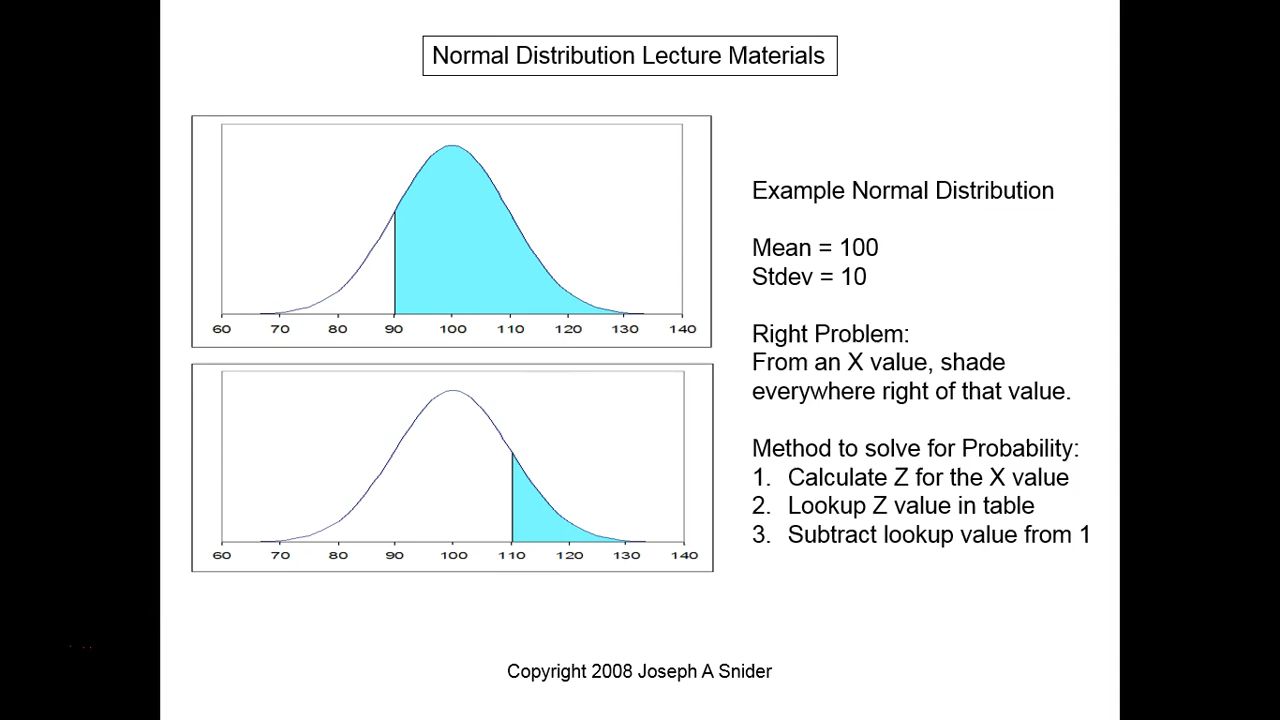 Normal Distribution Lecture Materials
60 70 80 90 100 110 120 130 140
60 70 80 90 100 110 120 130 140
Example Normal Distribution
Mean = 100
Stdev = 10
Right Problem:
From an X value, shade
everywhere right of that value.
Method to solve for Probability:
1. Calculate Z for the X value
2. Lookup Z value in table
3. Subtract lookup value from 1
Copyright 2008 Joseph A Snider